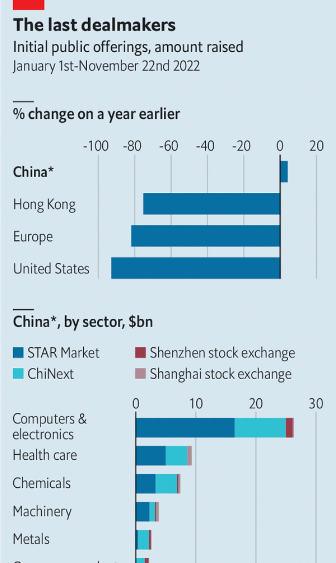 The last dealmakers
Initial public offerings, amount raised
January 1st-November 22nd 2022
% change on a year earlier
-100 -80 -60 -40 -20 0 20
China*
Hong Kong
Europe
United States
China*, by sector, $bn
STAR Market Shenzhen stock exchange
ChiNext Shanghai stock exchange
0 10 20 30
Computers &
electronics
Health care
Chemicals
Machinery
Metals